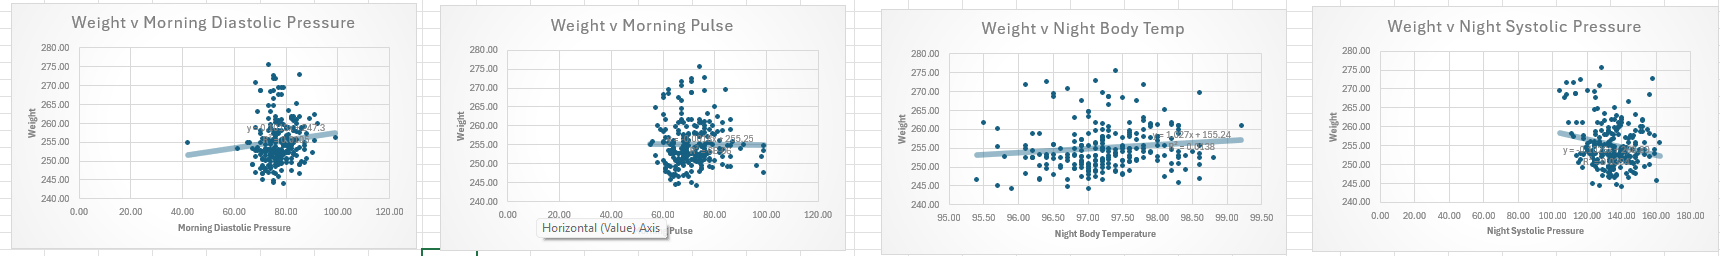 Weight v Morning Diastolic Pressure
280.00
275.00
270.00
265.00
260.00
255.00
250.00
245.00
240.00
0.00 20.00 40.00 60.00 80.00 100.00 120.00
Weight
Morning Diastolic Pressure
Weight v Morning Pulse
280.00
275.00
270.00
265.00
260.00
255.00
250.00
245.00
240.00
0.00 20.00 40.00 60.00 80.00 100.00 120.00
Weight
255.25
Horizontal (Value) Axis
Pulse
Weight v Night Body Temp
280.00
275.00
270.00
265.00
260.00
255.00
250.00
245.00
240.00
95.00 95.50 96.00 96.50 97.00 97.50 98.00 98.50 99.00 99.50
Weight
y = 1.027x + 155.24
Night Body Temperature
Weight v Night Systolic Pressure
280.00
275.00
270.00
265.00
260.00
255.00
250.00
245.00
240.00
0.00 20.00 40.00 60.00 80.00 100.00 120.00 140.00 160.00 180.00
Weight
Night Systolic Pressure